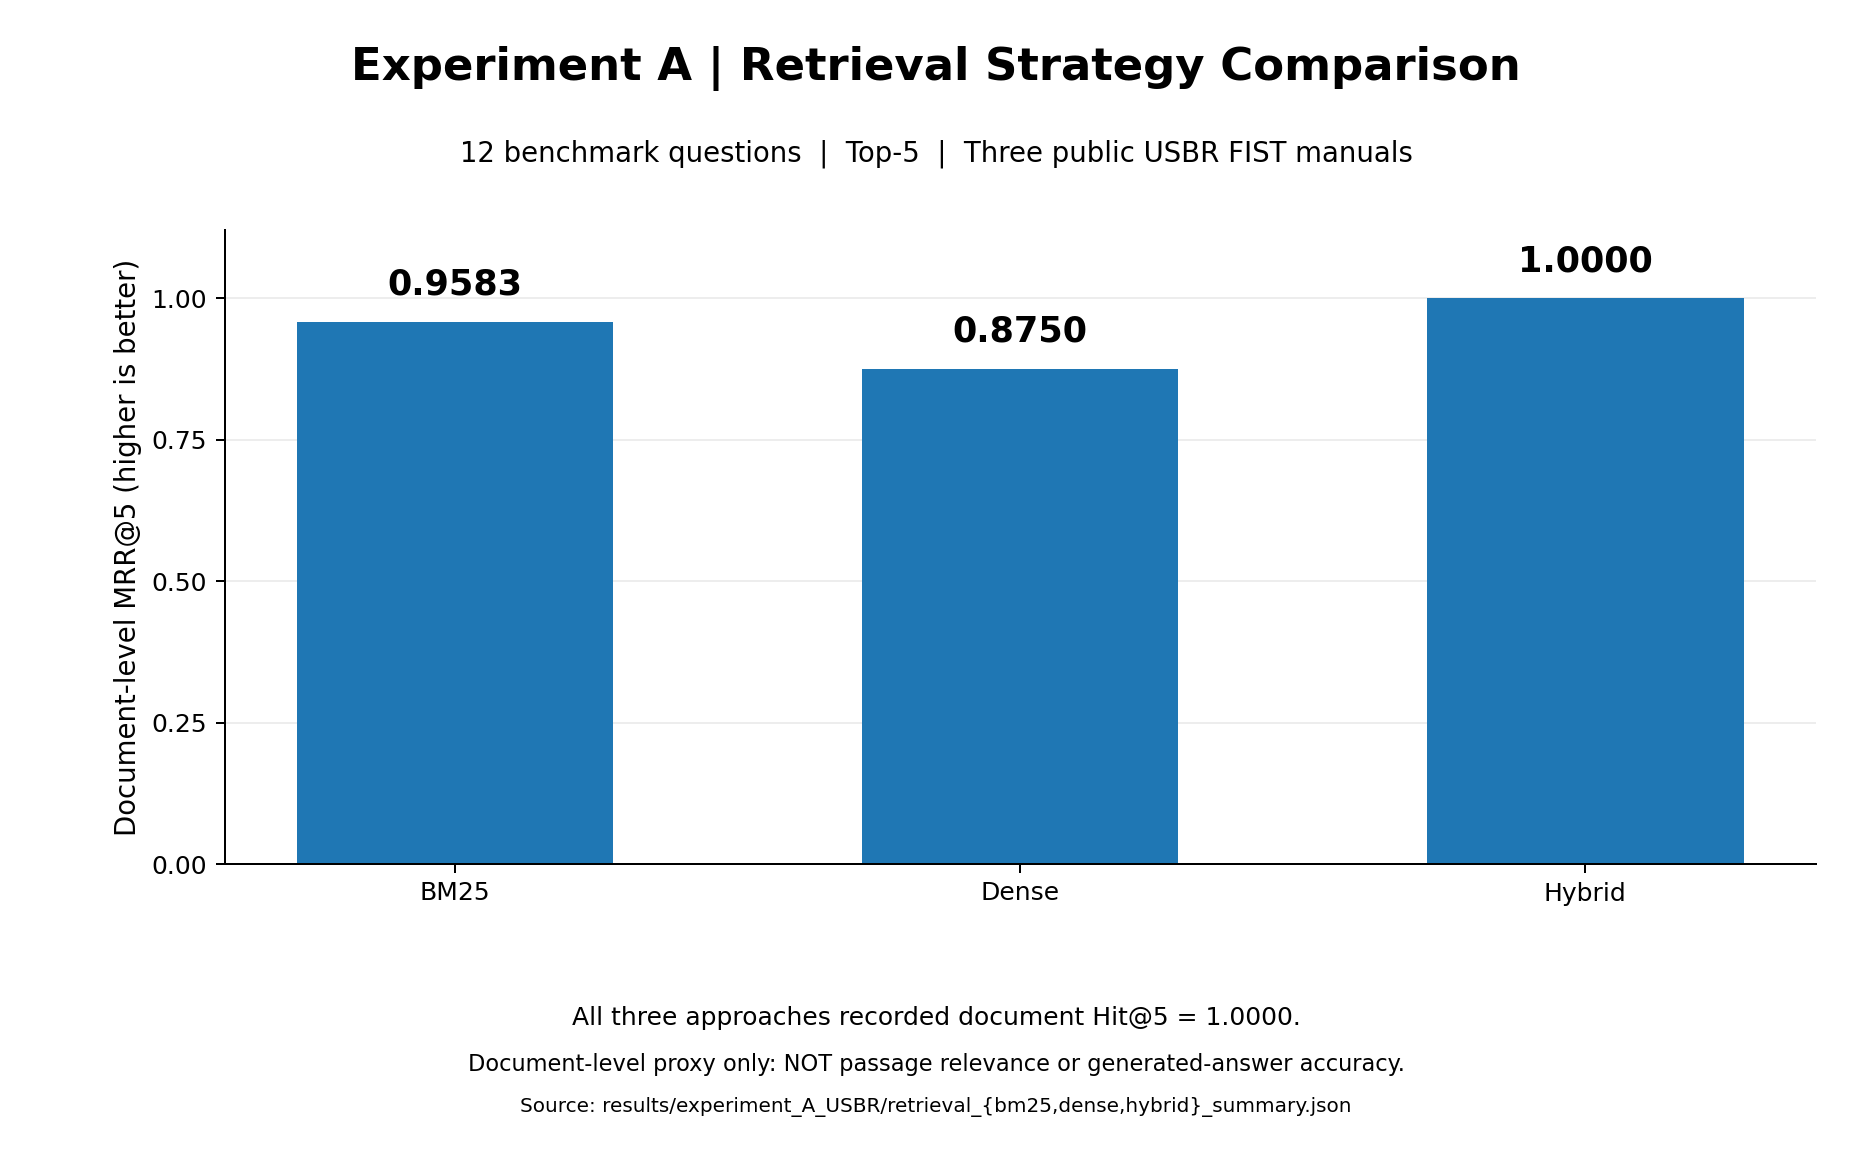 Experiment A | Retrieval Strategy Comparison
12 benchmark questions | Top-5 | Three public USBR FIST manuals
Document-level MRR@5 (higher is better)
1.00
0.75
0.50
0.25
0.00
0.9583
0.8750
1.0000
BM25
Dense
Hybrid
All three approaches recorded document Hit@5 = 1.0000.
Document-level proxy only: NOT passage relevance or generated-answer accuracy.
Source: results/experiment_A_USBR/retrieval_{bm25,dense,hybrid}_summary.json